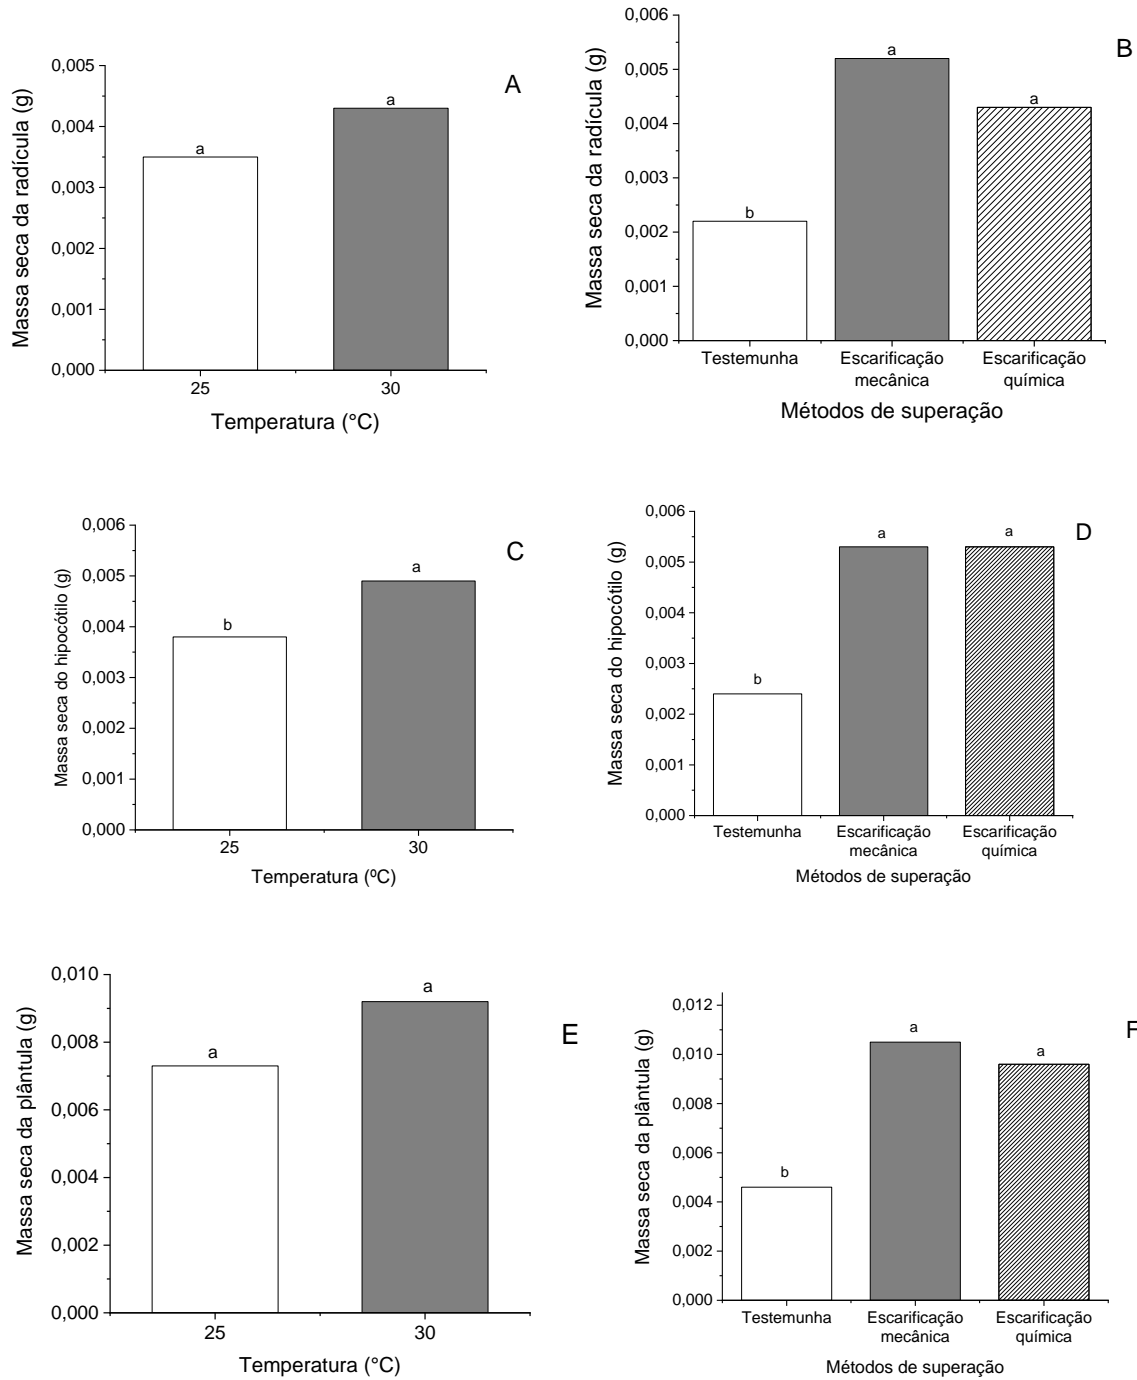 A
Massa seca da radícula (g)
0,005
0,004
0,003
0,002
0,001
0,000
a
a
25
30
Temperatura (°C)
B
Massa seca da radícula (g)
0,006
0,005
0,004
0,003
0,002
0,001
0,000
b
a
a
Testemunha
Escarificação
mecânica
Escarificação
química
Métodos de superação
C
Massa seca do hipocótilo (g)
0,006
0,005
0,004
0,003
0,002
0,001
0,000
b
a
25
30
Temperatura (ºC)
D
Massa seca do hipocótilo (g)
0,006
0,005
0,004
0,003
0,002
0,001
0,000
b
a
a
Testemunha
Escarificação
mecânica
Escarificação
química
Métodos de superação
E
Massa seca da plântula (g)
0,010
0,008
0,006
0,004
0,002
0,000
a
a
25
30
Temperatura (°C)
F
Massa seca da plântula (g)
0,012
0,010
0,008
0,006
0,004
0,002
0,000
b
a
a
Testemunha
Escarificação
mecânica
Escarificação
química
Métodos de superação